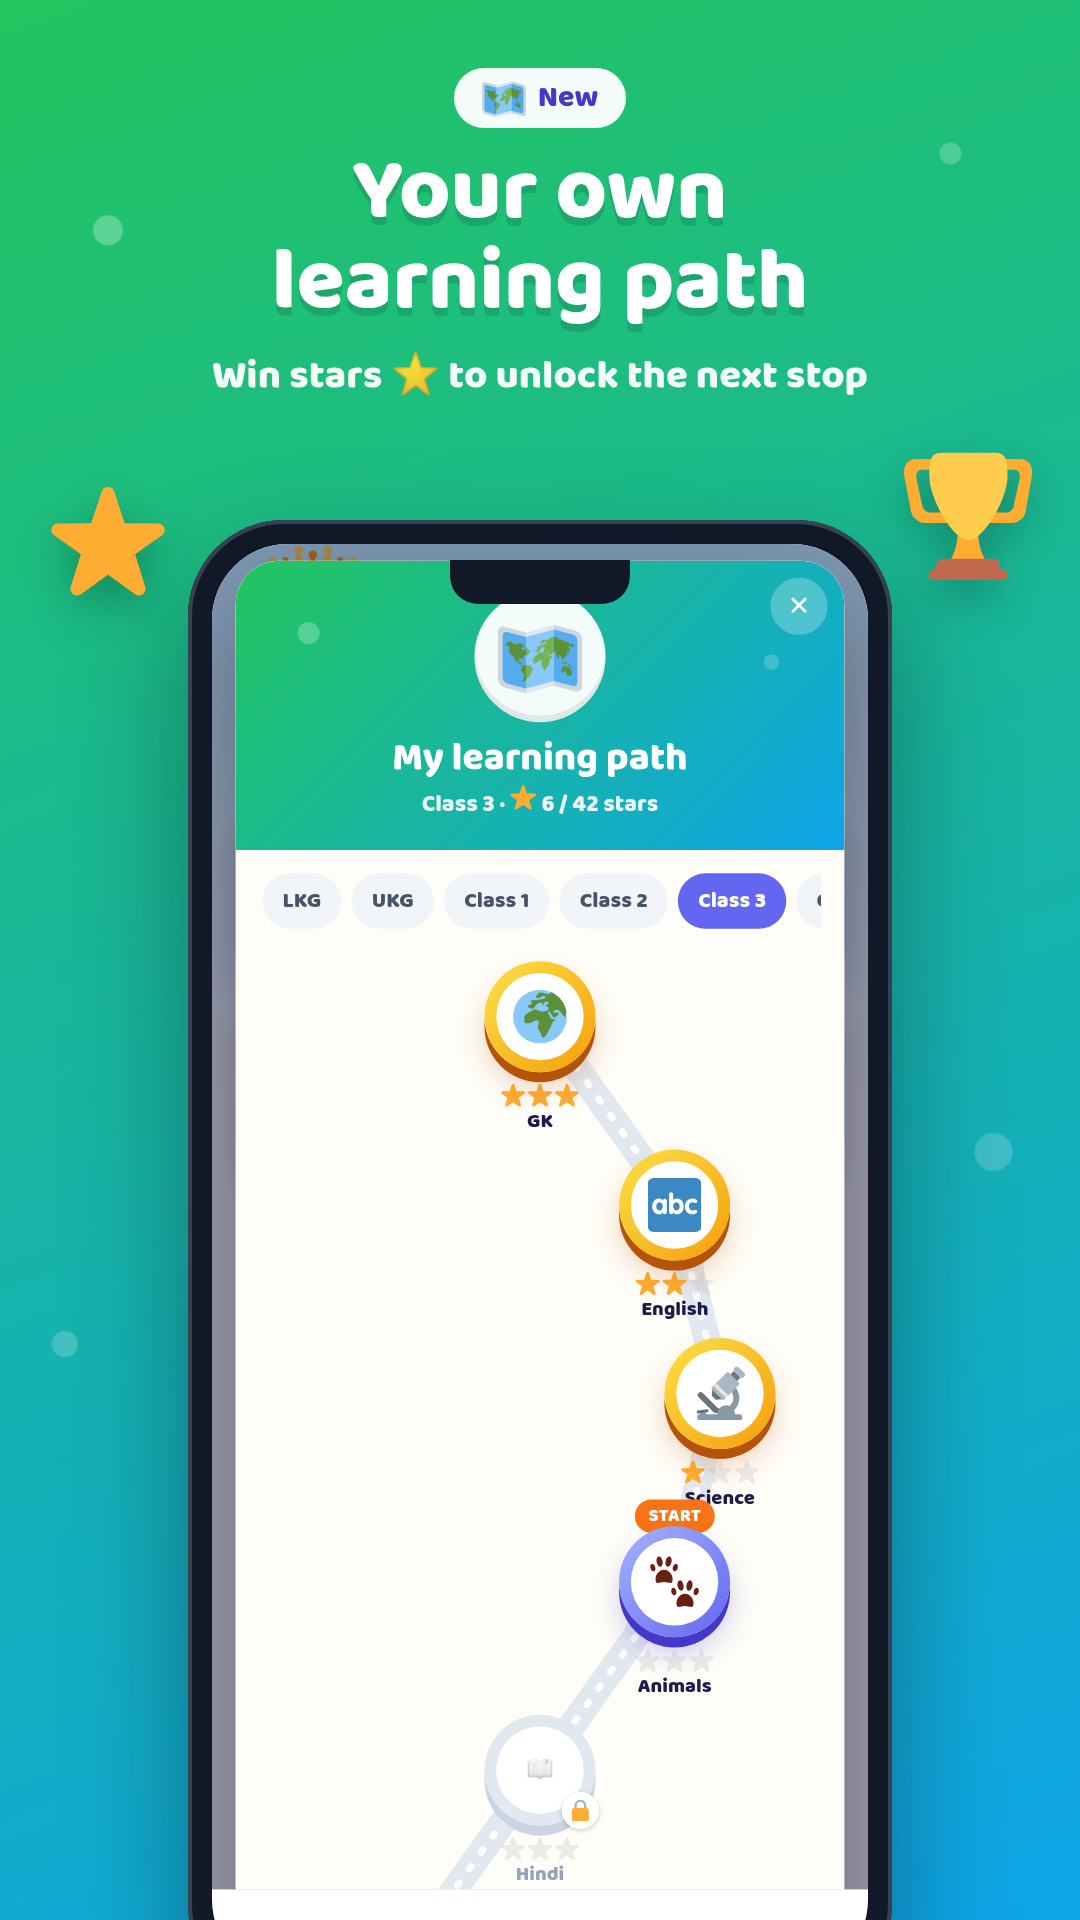 New
Your own
learning path
Win stars ⭐ to unlock the next stop
My learning path
Class 3 · ⭐ 6 / 42 stars
LKG UKG Class 1 Class 2 Class 3
GK
abc
English
Science
START
Animals
Hindi